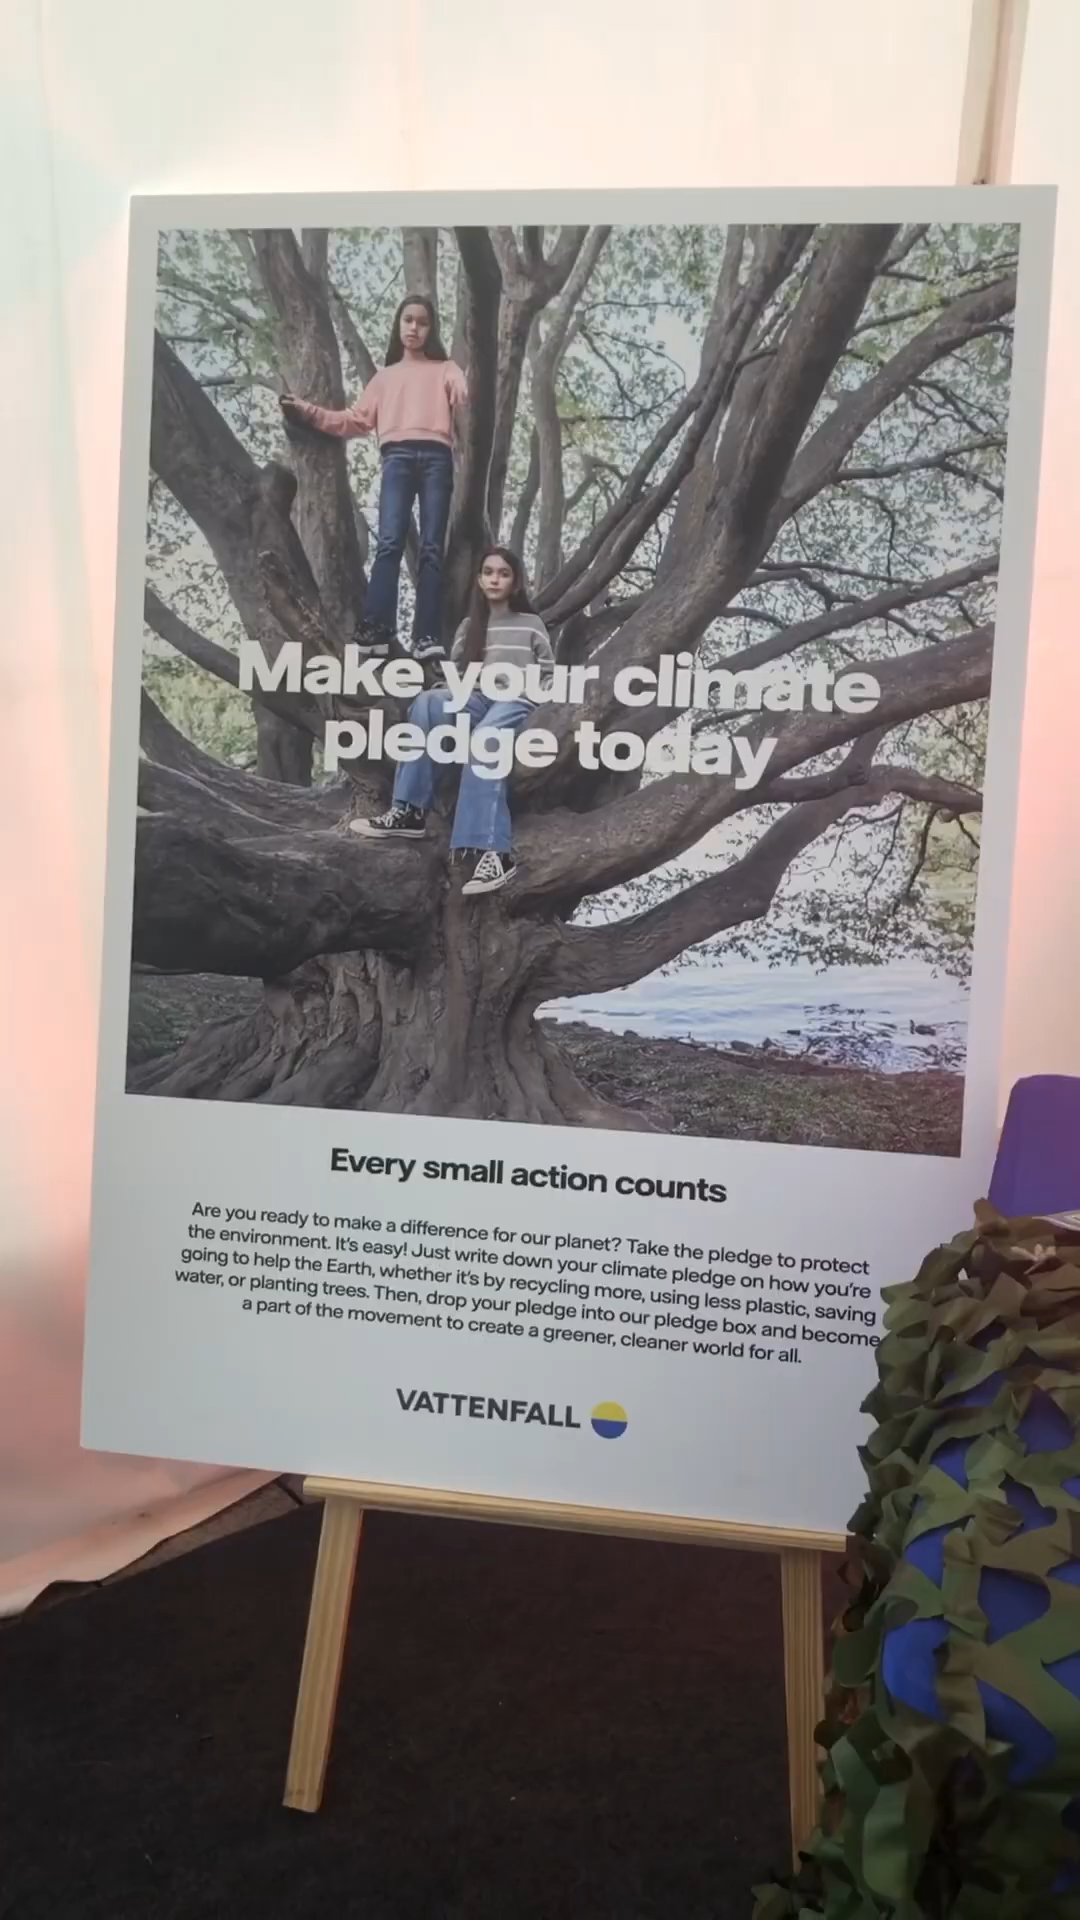 Make your climate
pledge today
Every small action counts
Are you ready to make a difference for our planet? Take the pledge to protect
the environment. It's easy! Just write down your climate pledge on how you're
going to help the Earth, whether it's by recycling more, using less plastic, saving
water, or planting trees. Then, drop your pledge into our pledge box and become
a part of the movement to create a greener, cleaner world for all.
VATTENFALL